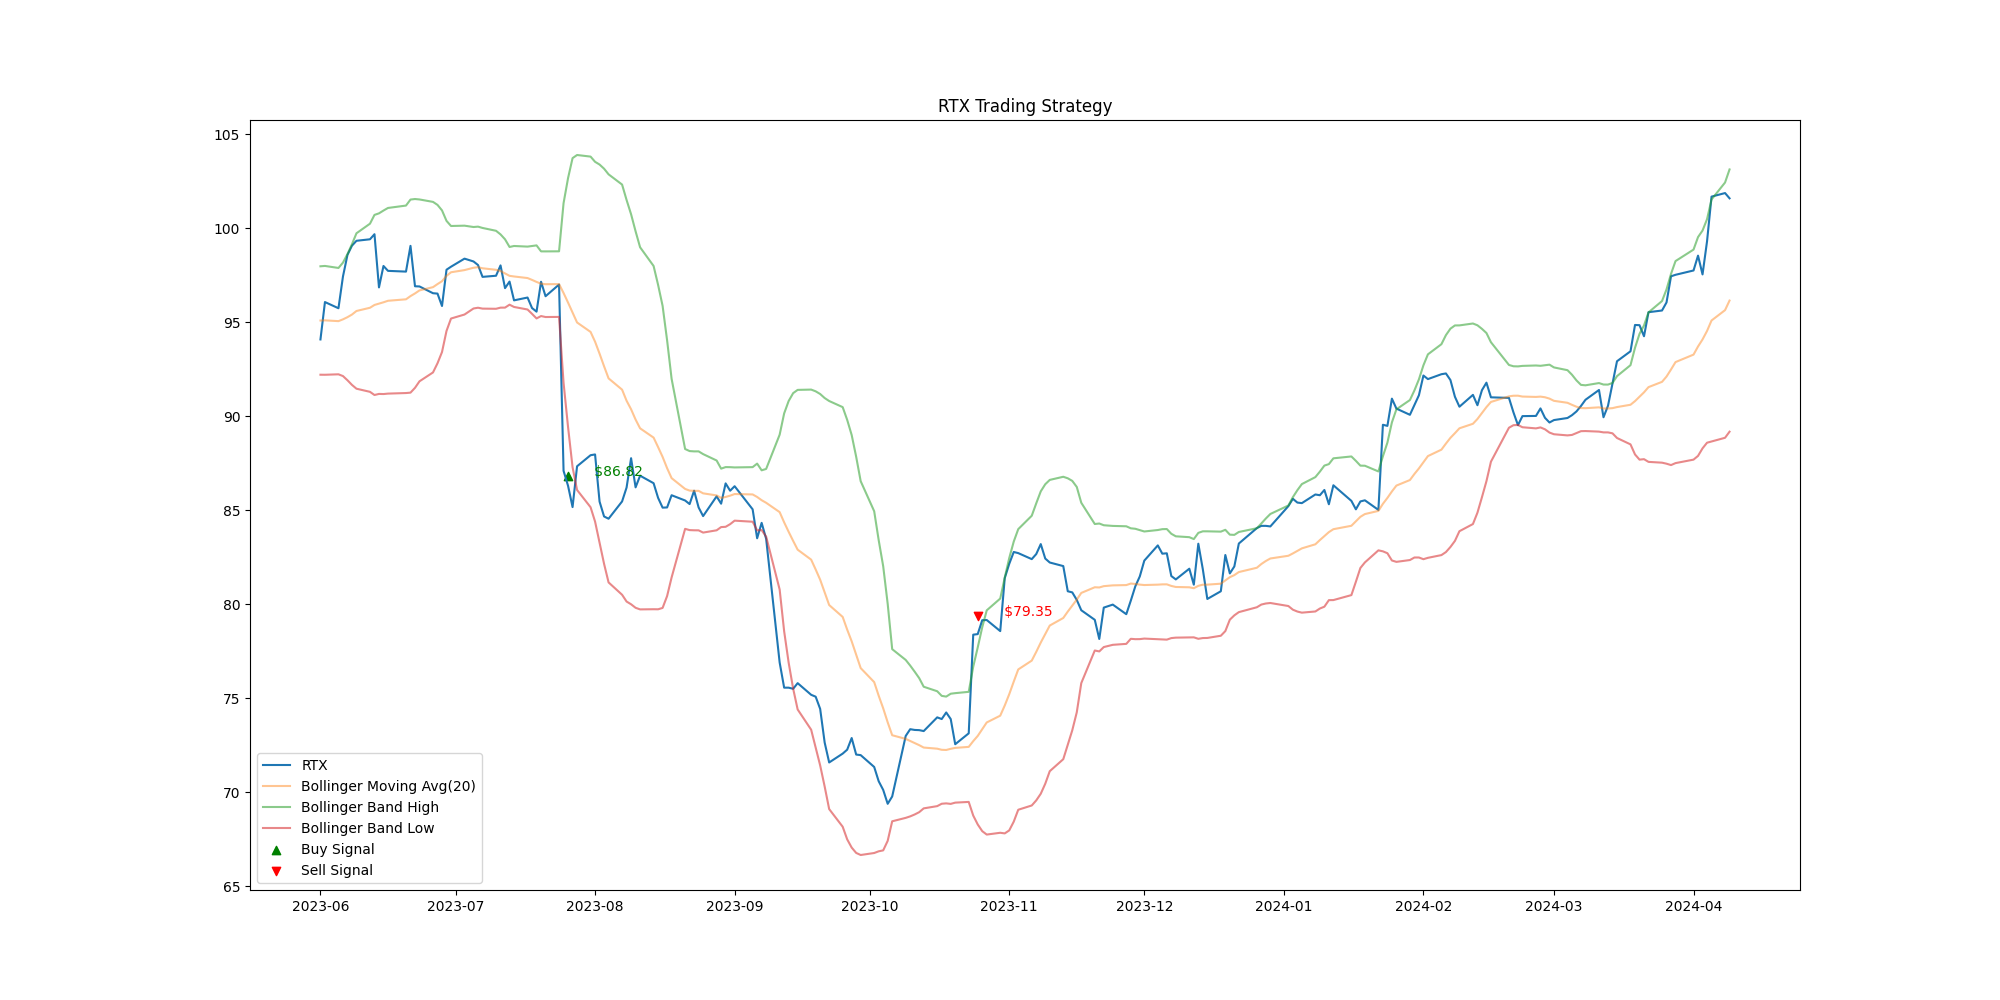 RTX Trading Strategy
105
100
95
90
85
80
75
70
65
$86.82
$79.35
RTX
Bollinger Moving Avg(20)
Bollinger Band High
Bollinger Band Low
Buy Signal
Sell Signal
2023-06 2023-07 2023-08 2023-09 2023-10 2023-11 2023-12 2024-01 2024-02 2024-03 2024-04